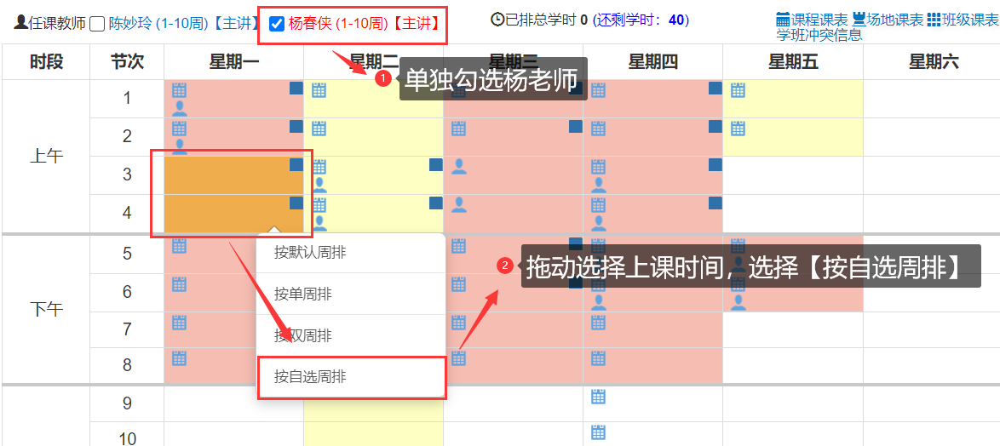 任课教师 陈妙玲 (1-10周)【主讲】 杨春侠 (1-10周)【主讲】 已排总学时 0 (还剩学时：40) 课程课表 场地课表 班级课表
学班冲突信息
时段 节次 星期一 星期二 星期三 星期四 星期五 星期六
1 单独勾选杨老师
上午
1
2
3
4
按默认周排
按单周排
按双周排
按自选周排
2 拖动选择上课时间，选择【按自选周排】
下午
5
6
7
8
9
10